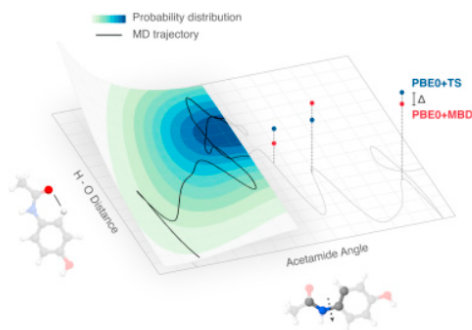 Probability distribution
MD trajectory
PBE0+TS
Δ
PBE0+MBD
H - O Distance
Acetamide Angle